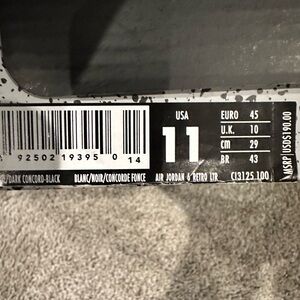 USA
11
EURO 45
U.K. 10
CM 29
BR 43
MSRP USD$190.00
92502 19395 0 14
/DARK CONCORD-BLACK BLANC/NOIR/CONCORDE FONCE AIR JORDAN 6 RETRO LTR CI3125 100